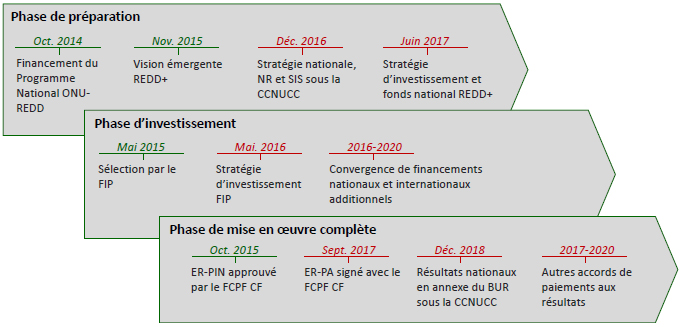 Phase de préparation
Oct. 2014 Nov. 2015 Déc. 2016 Juin 2017
Financement du Programme National ONU-REDD
Vision émergente REDD+
Stratégie nationale, NR et SIS sous la CCNUCC
Stratégie d'investissement et fonds national REDD+
Phase d'investissement
Mai 2015 Mai. 2016 2016-2020
Sélection par le FIP
Stratégie d'investissement FIP
Convergence de financements nationaux et internationaux additionnels
Phase de mise en œuvre complète
Oct. 2015 Sept. 2017 Déc. 2018 2017-2020
ER-PIN approuvé par le FCPF CF
ER-PA signé avec le FCPF CF
Résultats nationaux en annexe du BUR sous la CCNUCC
Autres accords de paiements aux résultats